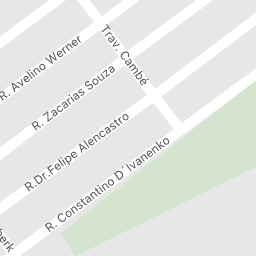 Trav. Cambé
R. Avelino Werner
R. Zacarias Souza
R.Dr.Felipe Alencastro
R. Constantino D´Ivanenko